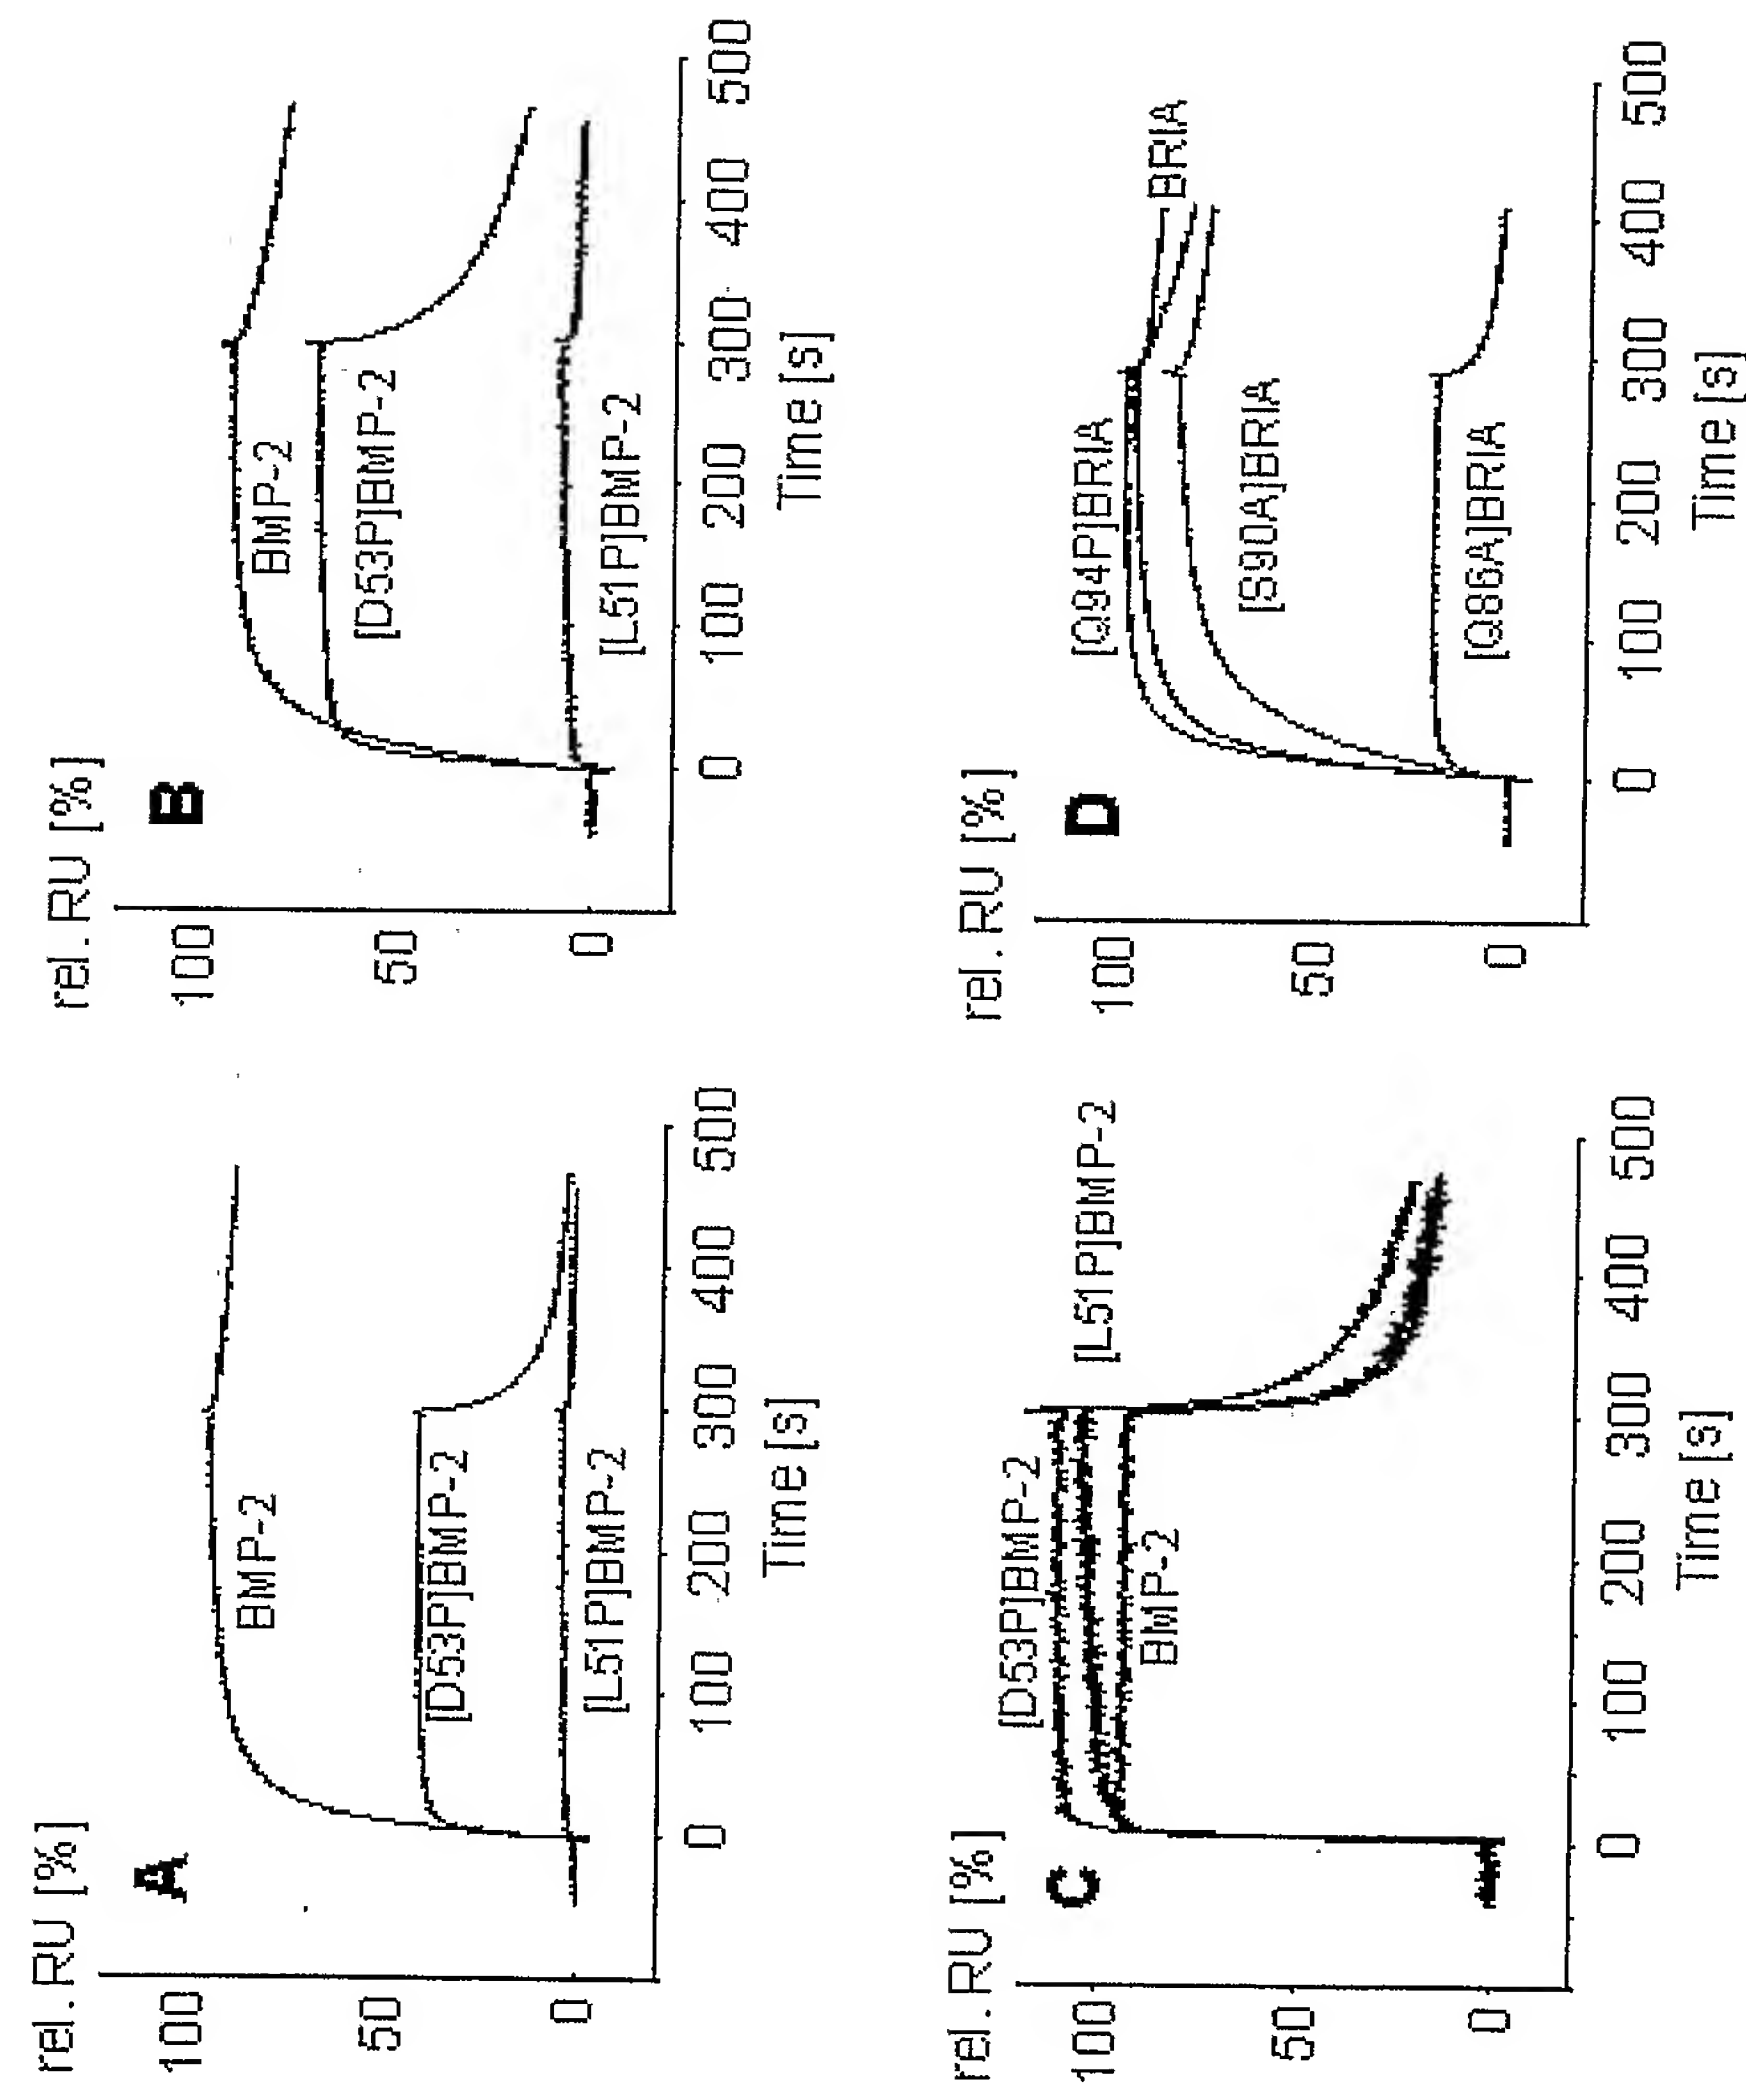 rel. RU [%]
A
100
50
0
BMP-2
[D53P]BMP-2
[L51P]BMP-2
0 100 200 300 400 500
Time [s]
rel. RU [%]
B
100
50
0
BMP-2
[D53P]BMP-2
[L51P]BMP-2
0 100 200 300 400 500
Time [s]
rel. RU [%]
C
100
50
0
[D53P]BMP-2
[L51P]BMP-2
BMP-2
0 100 200 300 400 500
Time [s]
rel. RU [%]
D
100
50
0
[Q94P]BRIA
BRIA
[S90A]BRIA
[Q86A]BRIA
0 100 200 300 400 500
Time [s]